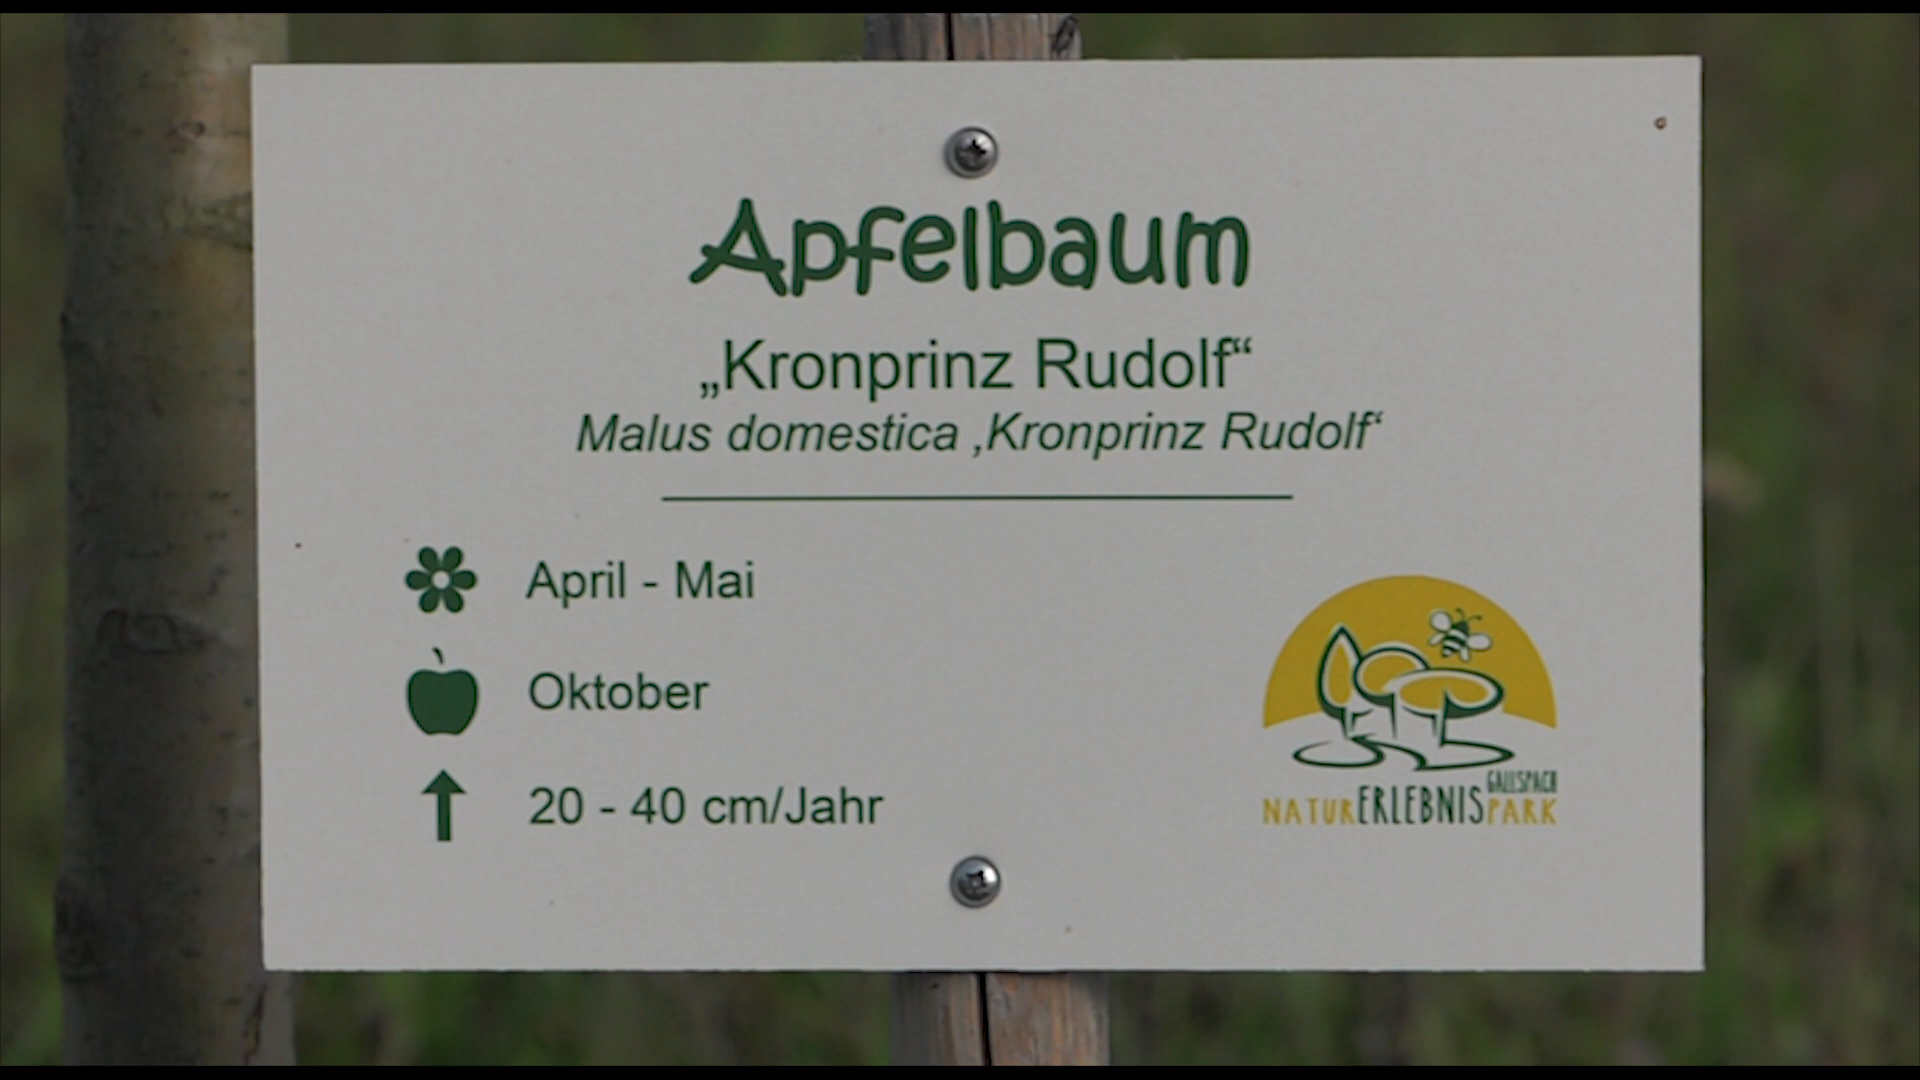 Apfelbaum
„Kronprinz Rudolf“
Malus domestica ‚Kronprinz Rudolf‘
April - Mai
Oktober
20 - 40 cm/Jahr
GALLSPACH
NATURERLEBNISPARK